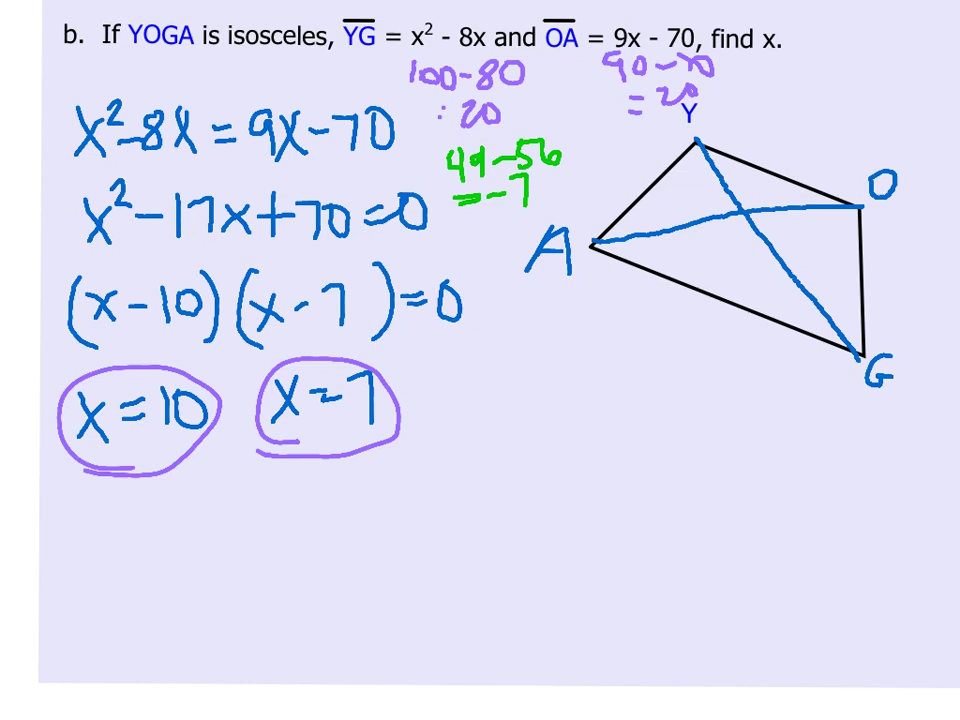 b. If YOGA is isosceles, YG = x² - 8x and OA = 9x - 70, find x.
100-80
: 20
90-70
= 20
x²-8x = 9x-70
49-56
= -7
x² - 17x + 70 = 0
(x - 10)(x - 7) = 0
x = 10
x = 7
Y
O
A
G